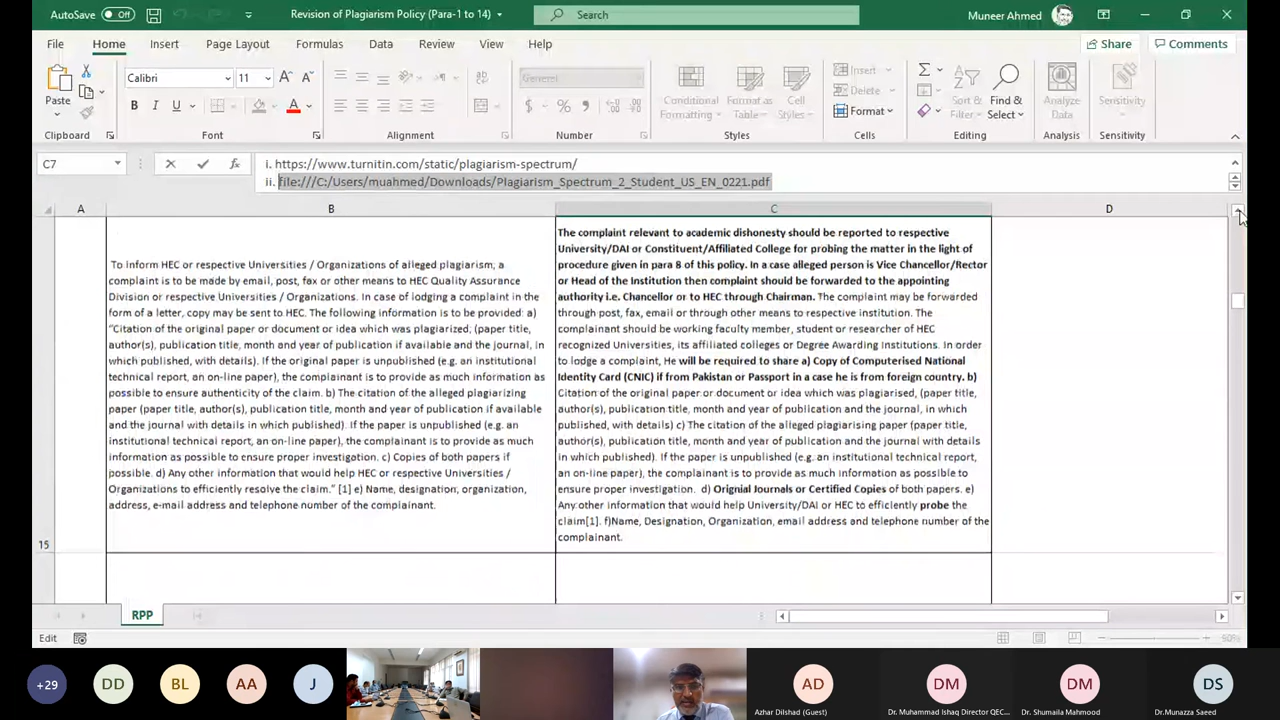 AutoSave Off
Revision of Plagiarism Policy (Para-1 to 14)
Search
Muneer Ahmed
File Home Insert Page Layout Formulas Data Review View Help
Share
Comments
Calibri 11
General
Paste
B I U
Conditional Formatting
Format as Table
Cell Styles
Insert
Delete
Format
Sort & Filter
Find & Select
Analyze Data
Sensitivity
Clipboard Font Alignment Number Styles Cells Editing Analysis Sensitivity
C7
fx
i. https://www.turnitin.com/static/plagiarism-spectrum/
ii. file:///C:/Users/muahmed/Downloads/Plagiarism_Spectrum_2_Student_US_EN_0221.pdf
A B C D
To inform HEC or respective Universities / Organizations of alleged plagiarism; a
complaint is to be made by email, post, fax or other means to HEC Quality Assurance
Division or respective Universities / Organizations. In case of lodging a complaint in the
form of a letter, copy may be sent to HEC. The following information is to be provided: a)
"Citation of the original paper or document or idea which was plagiarized; (paper title,
author(s), publication title, month and year of publication if available and the journal, in
which published, with details). If the original paper is unpublished (e.g. an institutional
technical report, an on-line paper), the complainant is to provide as much information as
possible to ensure authenticity of the claim. b) The citation of the alleged plagiarizing
paper (paper title, author(s), publication title, month and year of publication if available
and the journal with details in which published). If the paper is unpublished (e.g. an
institutional technical report, an on-line paper), the complainant is to provide as much
information as possible to ensure proper investigation. c) Copies of both papers if
possible. d) Any other information that would help HEC or respective Universities /
Organizations to efficiently resolve the claim." [1] e) Name, designation, organization,
address, e-mail address and telephone number of the complainant.
The complaint relevant to academic dishonesty should be reported to respective
University/DAI or Constituent/Affiliated College for probing the matter in the light of
procedure given in para 8 of this policy. In a case alleged person is Vice Chancellor/Rector
or Head of the Institution then complaint should be forwarded to the appointing
authority i.e. Chancellor or to HEC through Chairman. The complaint may be forwarded
through post, fax, email or through other means to respective institution. The
complainant should be working faculty member, student or researcher of HEC
recognized Universities, its affiliated colleges or Degree Awarding Institutions. In order
to lodge a complaint, He will be required to share a) Copy of Computerised National
Identity Card (CNIC) if from Pakistan or Passport in a case he is from foreign country. b)
Citation of the original paper or document or idea which was plagiarised, (paper title,
author(s), publication title, month and year of publication and the journal, in which
published, with details) c) The citation of the alleged plagiarising paper (paper title,
author(s), publication title, month and year of publication and the journal with details
in which published). If the paper is unpublished (e.g. an institutional technical report,
an on-line paper), the complainant is to provide as much information as possible to
ensure proper investigation. d) Orignial Journals or Certified Copies of both papers. e)
Any other information that would help University/DAI or HEC to efficiently probe the
claim[1]. f)Name, Designation, Organization, email address and telephone number of the
complainant.
15
RPP
Edit
90%
+29
DD
BL
AA
J
AD
Azhar Dilshad (Guest)
DM
Dr. Muhammad Ishaq Director QEC...
DM
Dr. Shumaila Mahmood
DS
Dr.Munazza Saeed